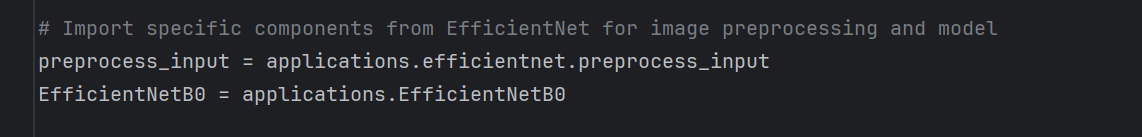 # Import specific components from EfficientNet for image preprocessing and model
preprocess_input = applications.efficientnet.preprocess_input
EfficientNetB0 = applications.EfficientNetB0